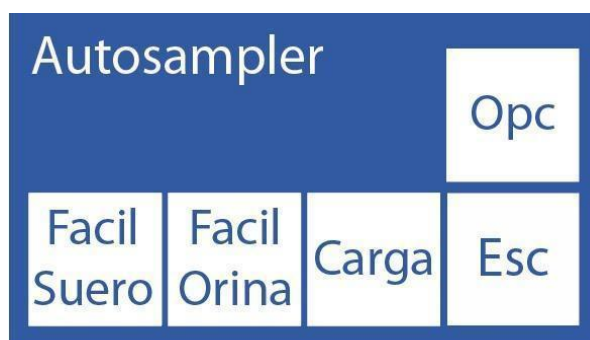 Autosampler
Opc
Facil
Suero
Facil
Orina
Carga
Esc